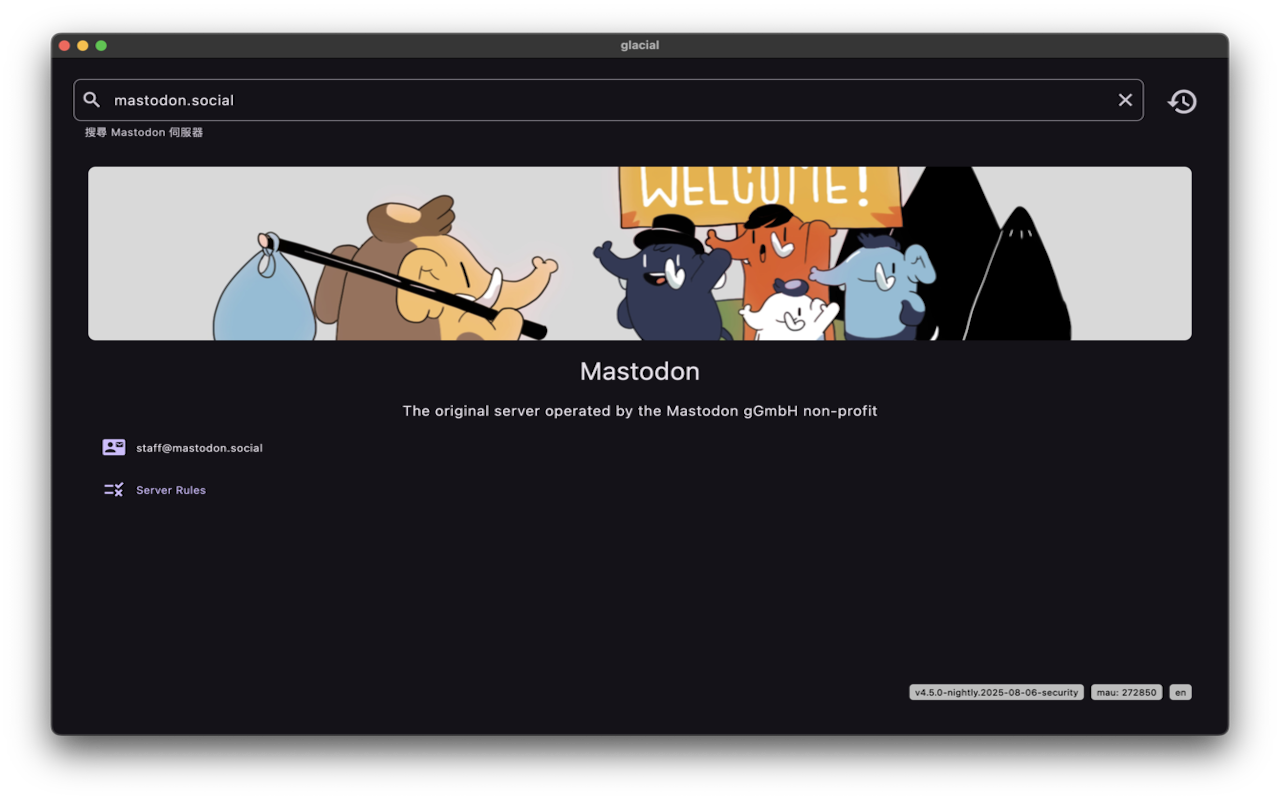 glacial
mastodon.social
搜尋 Mastodon 伺服器
WELCOME!
Mastodon
The original server operated by the Mastodon gGmbH non-profit
staff@mastodon.social
Server Rules
v4.5.0-nightly.2025-08-06-security mau: 272850 en